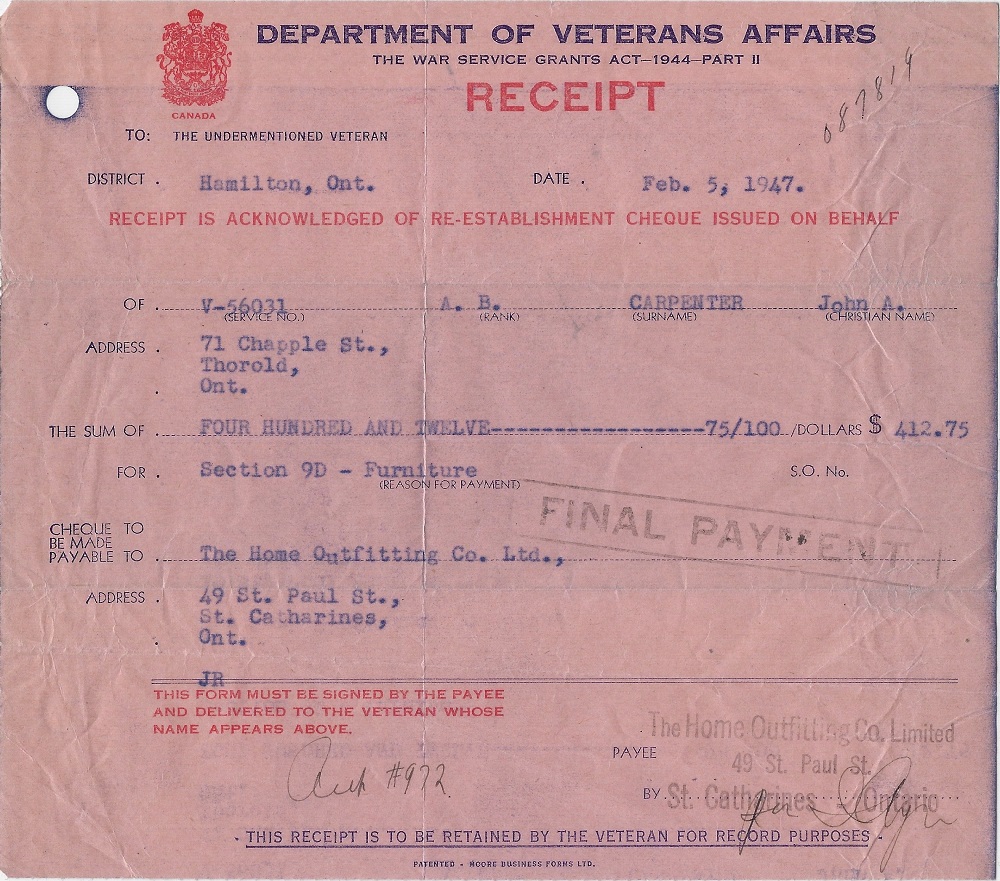 DEPARTMENT OF VETERANS AFFAIRS
THE WAR SERVICE GRANTS ACT—1944—PART II
RECEIPT
CANADA
087819
TO: THE UNDERMENTIONED VETERAN
DISTRICT . Hamilton, Ont. DATE . Feb. 5, 1947.
RECEIPT IS ACKNOWLEDGED OF RE-ESTABLISHMENT CHEQUE ISSUED ON BEHALF
OF . V-56031 A. B. CARPENTER John A.
(SERVICE NO.) (RANK) (SURNAME) (CHRISTIAN NAME)
ADDRESS . 71 Chapple St.,
Thorold,
. Ont.
THE SUM OF . FOUR HUNDRED AND TWELVE------------------75/100 /DOLLARS $ 412.75
FOR . Section 9D - Furniture S.O. No.
(REASON FOR PAYMENT)
FINAL PAYMENT
CHEQUE TO
BE MADE
PAYABLE TO . The Home Outfitting Co. Ltd.,
ADDRESS . 49 St. Paul St.,
St. Catharines,
. Ont.
JR
THIS FORM MUST BE SIGNED BY THE PAYEE
AND DELIVERED TO THE VETERAN WHOSE
NAME APPEARS ABOVE.
The Home Outfitting Co. Limited
PAYEE 49 St. Paul St.
BY St. Catharines Ontario
#972
- THIS RECEIPT IS TO BE RETAINED BY THE VETERAN FOR RECORD PURPOSES -
PATENTED - MOORE BUSINESS FORMS LTD.